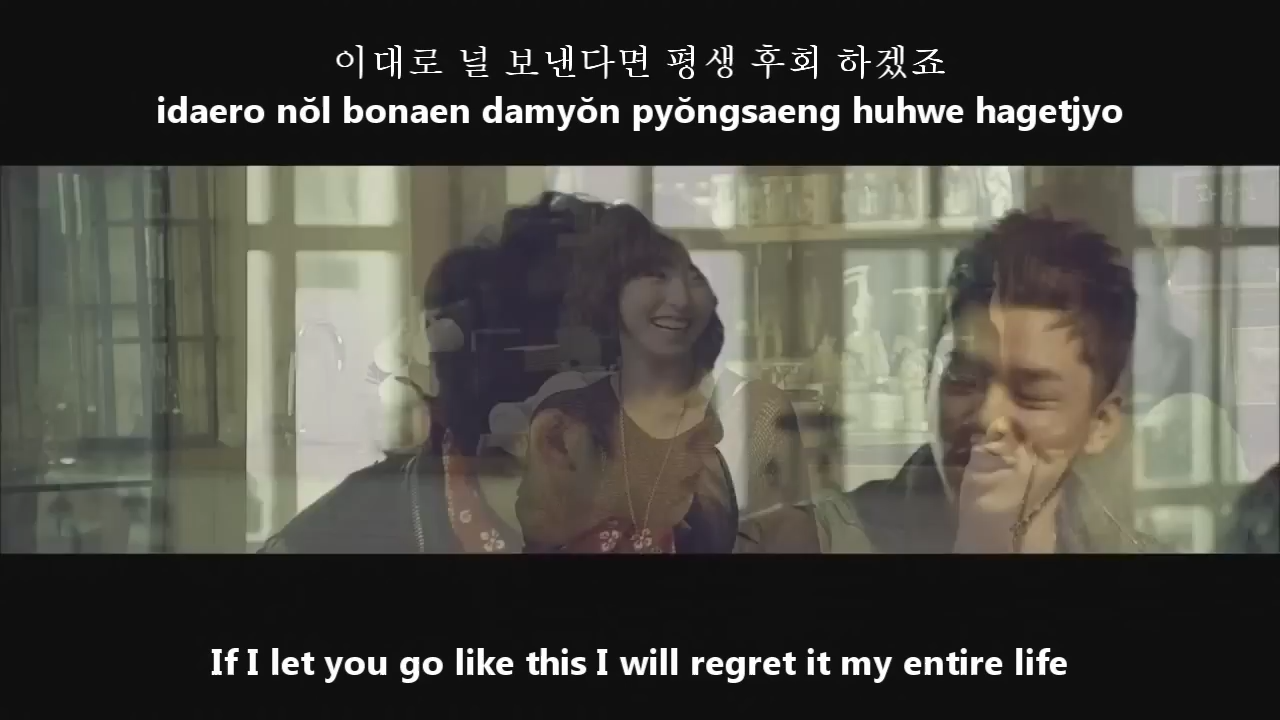 이대로 널 보낸다면 평생 후회 하겠죠
idaero nŏl bonaen damyŏn pyŏngsaeng huhwe hagetjyo
If I let you go like this I will regret it my entire life